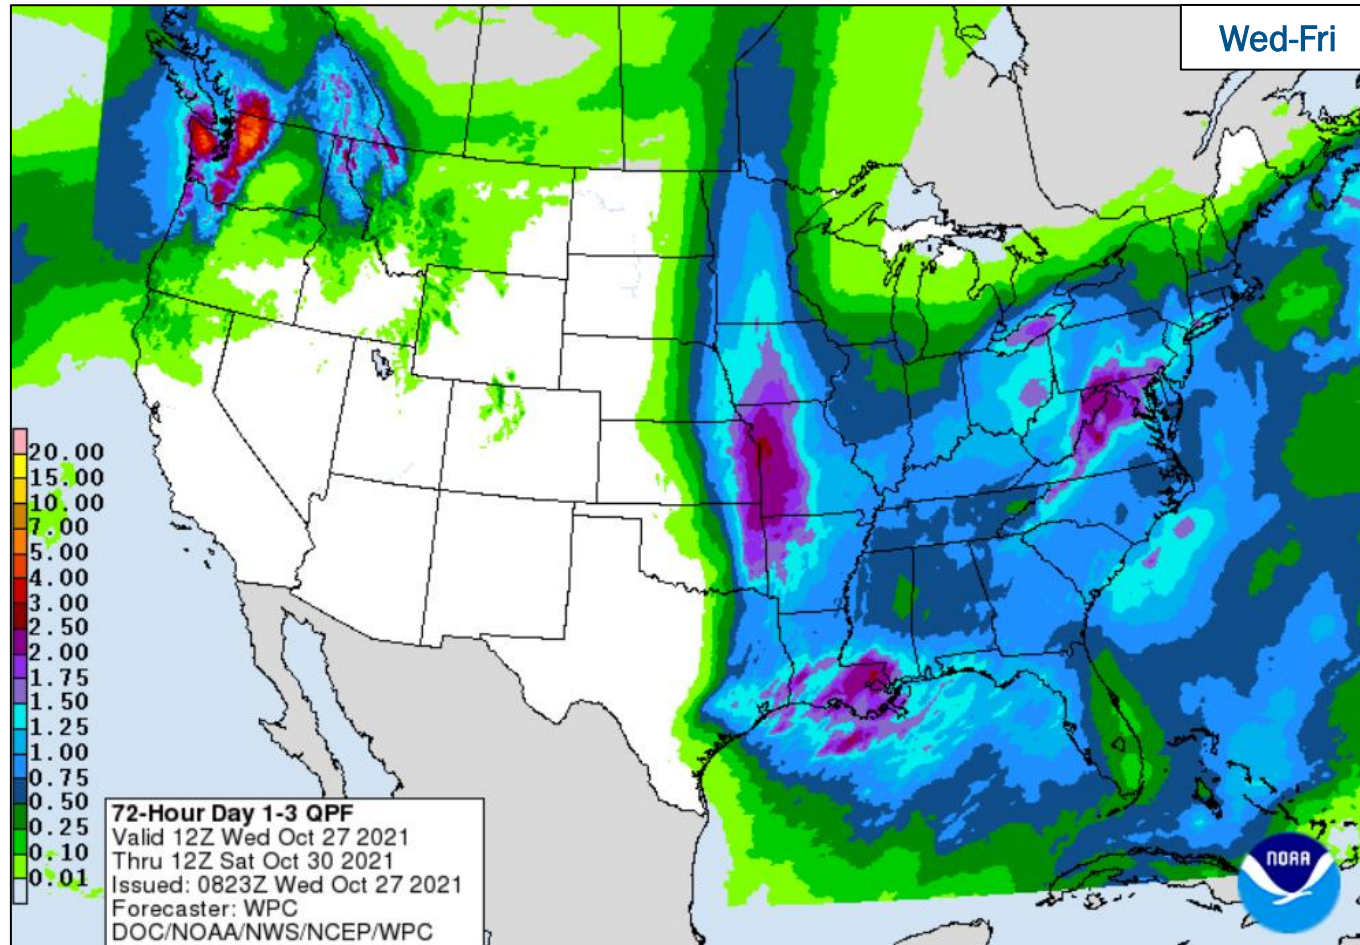 Wed-Fri
20.00
15.00
10.00
7.00
5.00
4.00
3.00
2.50
2.00
1.75
1.50
1.25
1.00
0.75
0.50
0.25
0.10
0.01
72-Hour Day 1-3 QPF
Valid 12Z Wed Oct 27 2021
Thru 12Z Sat Oct 30 2021
Issued: 0823Z Wed Oct 27 2021
Forecaster: WPC
DOC/NOAA/NWS/NCEP/WPC
NOAA